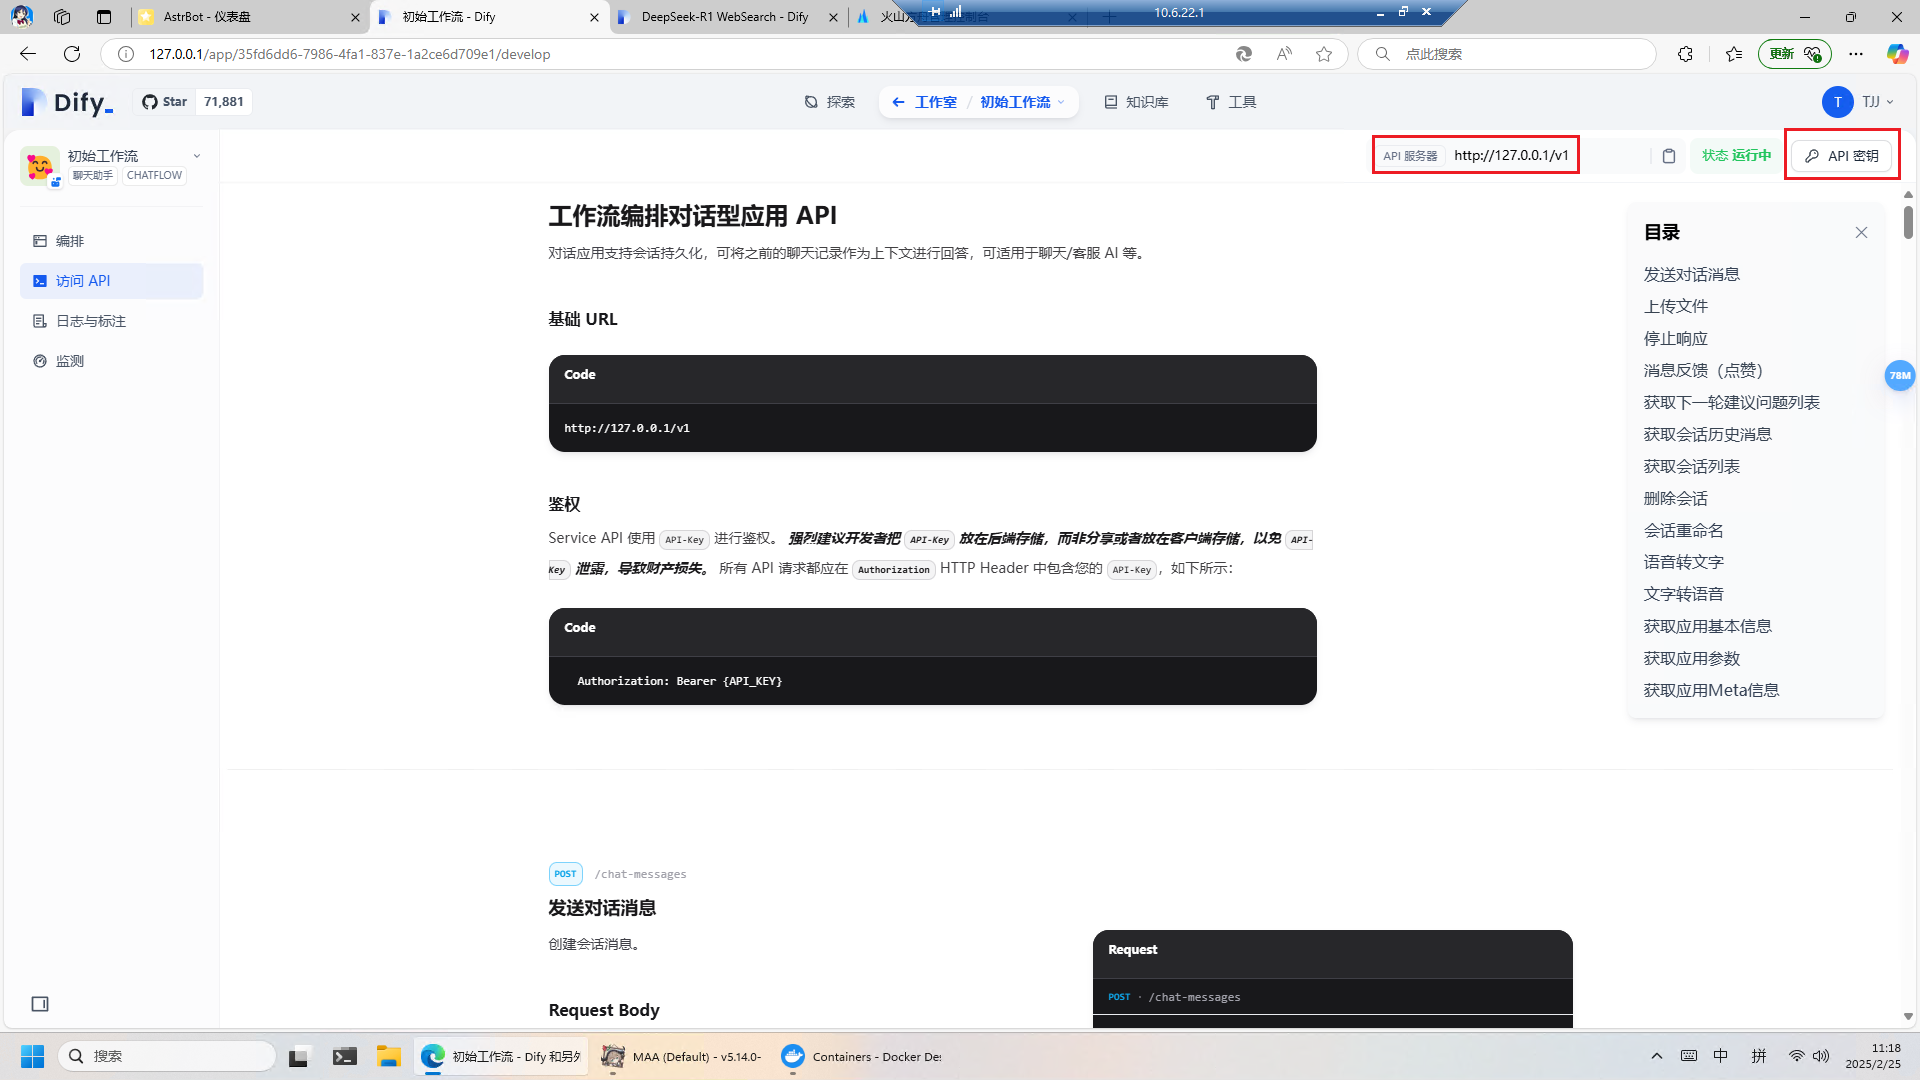 AstrBot - 仪表盘
初始工作流 - Dify
DeepSeek-R1 WebSearch - Dify
10.6.22.1
127.0.0.1/app/35fd6dd6-7986-4fa1-837e-1a2ce6d709e1/develop
点此搜索
更新
Dify_
Star 71,881
探索
工作室 / 初始工作流
知识库
工具
T TJJ
初始工作流
聊天助手 CHATFLOW
API 服务器 http://127.0.0.1/v1
状态 运行中
API 密钥
编排
访问 API
日志与标注
监测
工作流编排对话型应用 API
对话应用支持会话持久化，可将之前的聊天记录作为上下文进行回答，可适用于聊天/客服 AI 等。
基础 URL
Code
http://127.0.0.1/v1
鉴权
Service API 使用 API-Key 进行鉴权。 强烈建议开发者把 API-Key 放在后端存储，而非分享或者放在客户端存储，以免 API-
Key 泄露，导致财产损失。 所有 API 请求都应在 Authorization HTTP Header 中包含您的 API-Key，如下所示：
Code
Authorization: Bearer {API_KEY}
POST /chat-messages
发送对话消息
创建会话消息。
Request Body
Request
POST · /chat-messages
目录
发送对话消息
上传文件
停止响应
消息反馈（点赞）
获取下一轮建议问题列表
获取会话历史消息
获取会话列表
删除会话
会话重命名
语音转文字
文字转语音
获取应用基本信息
获取应用参数
获取应用Meta信息
78M
搜索
初始工作流 - Dify 和另外
MAA (Default) - v5.14.0-
Containers - Docker Des
中
拼
11:18
2025/2/25